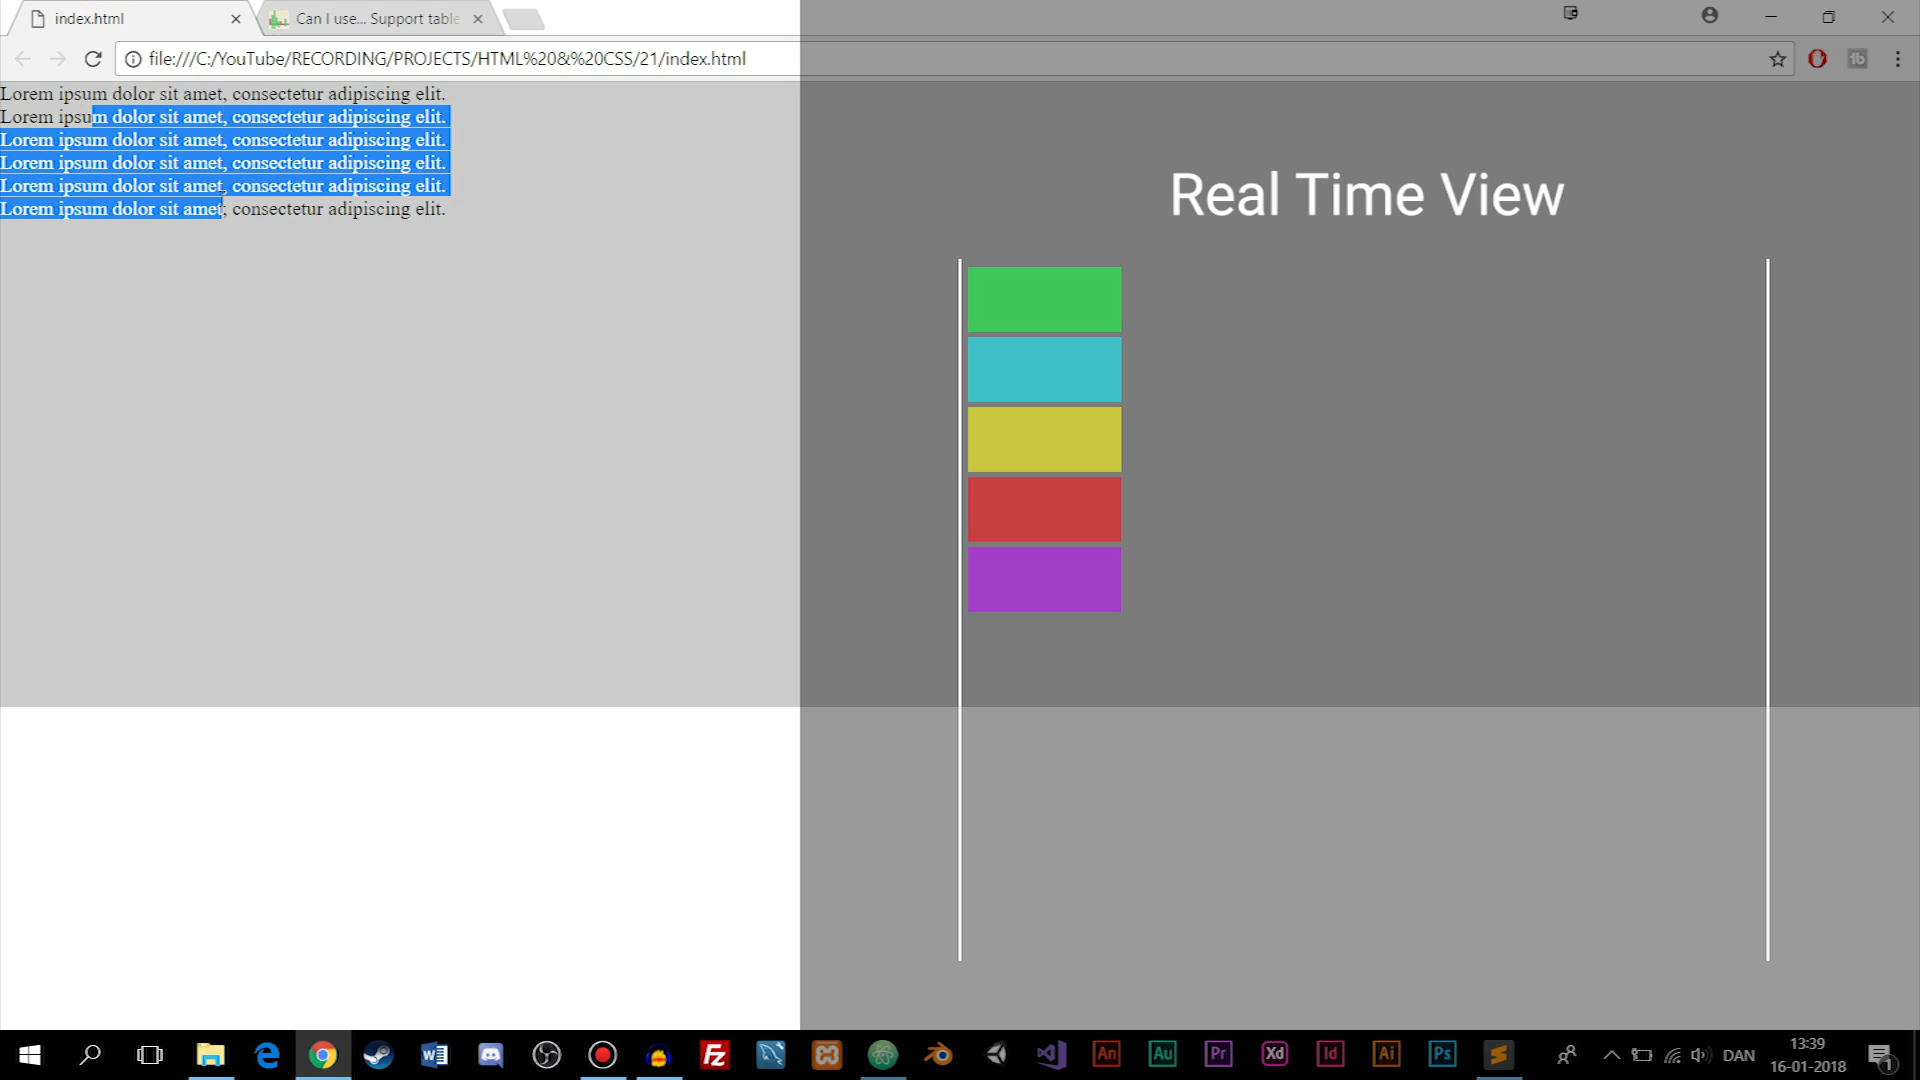 index.html
Can I use... Support table
file:///C:/YouTube/RECORDING/PROJECTS/HTML%20&%20CSS/21/index.html
Lorem ipsum dolor sit amet, consectetur adipiscing elit.
Lorem ipsum dolor sit amet, consectetur adipiscing elit.
Lorem ipsum dolor sit amet, consectetur adipiscing elit.
Lorem ipsum dolor sit amet, consectetur adipiscing elit.
Lorem ipsum dolor sit amet, consectetur adipiscing elit.
Lorem ipsum dolor sit amet, consectetur adipiscing elit.
Real Time View
Fz
An
Au
Pr
Xd
Id
Ai
Ps
DAN
13:39
16-01-2018
1